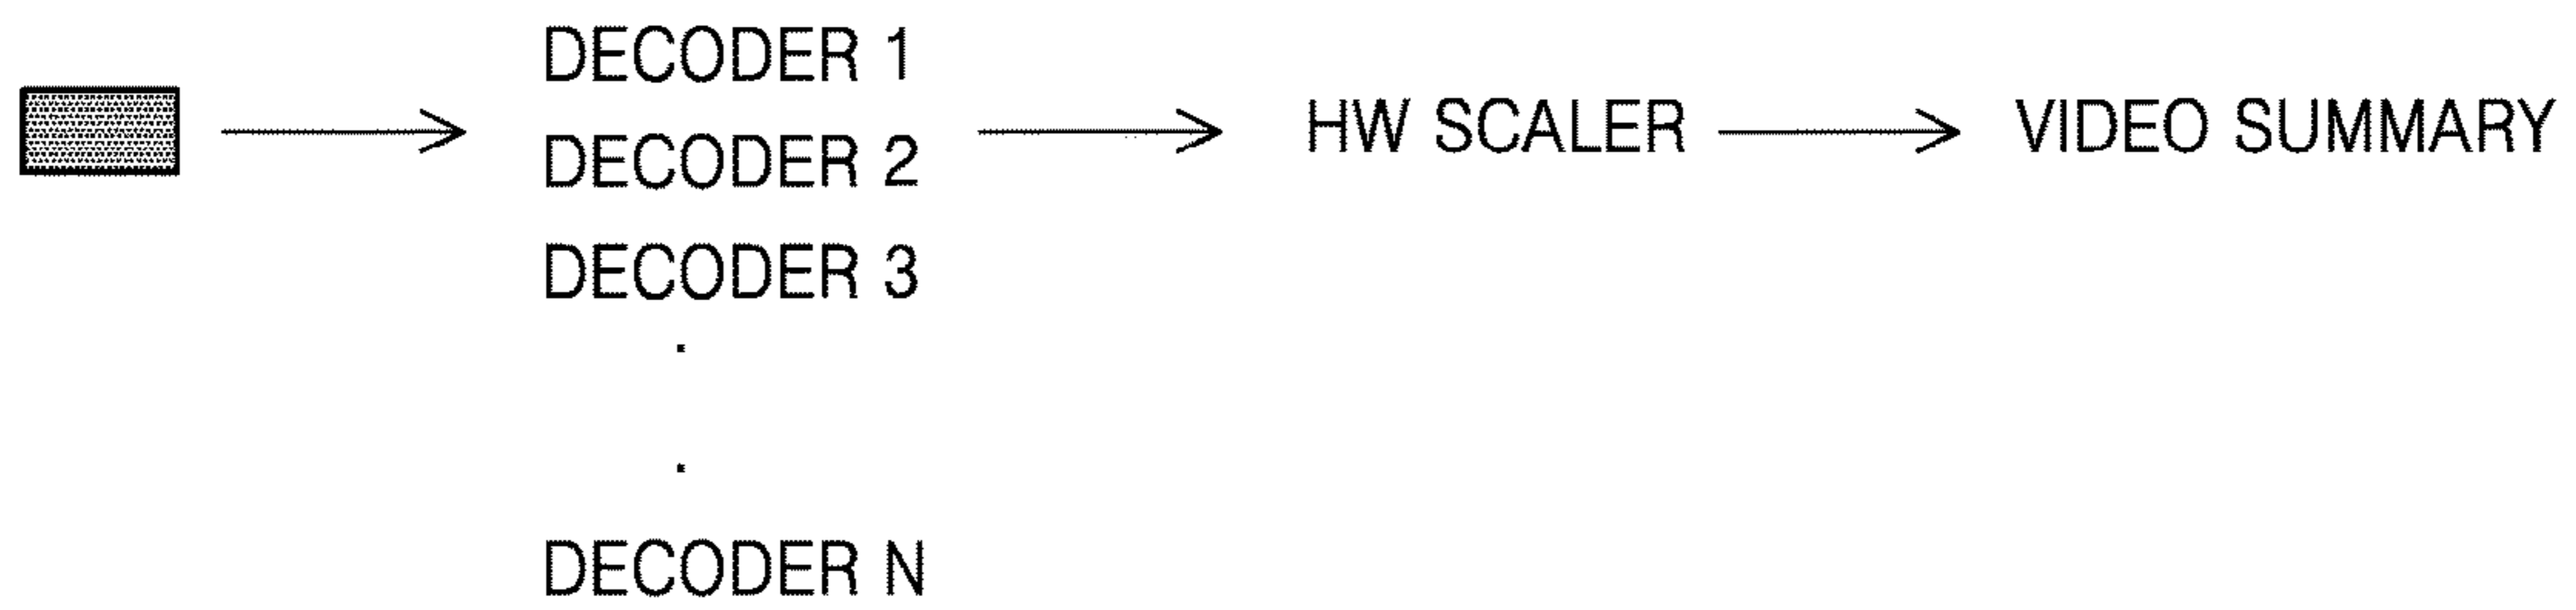 DECODER 1
DECODER 2
DECODER 3
.
.
DECODER N
HW SCALER
VIDEO SUMMARY